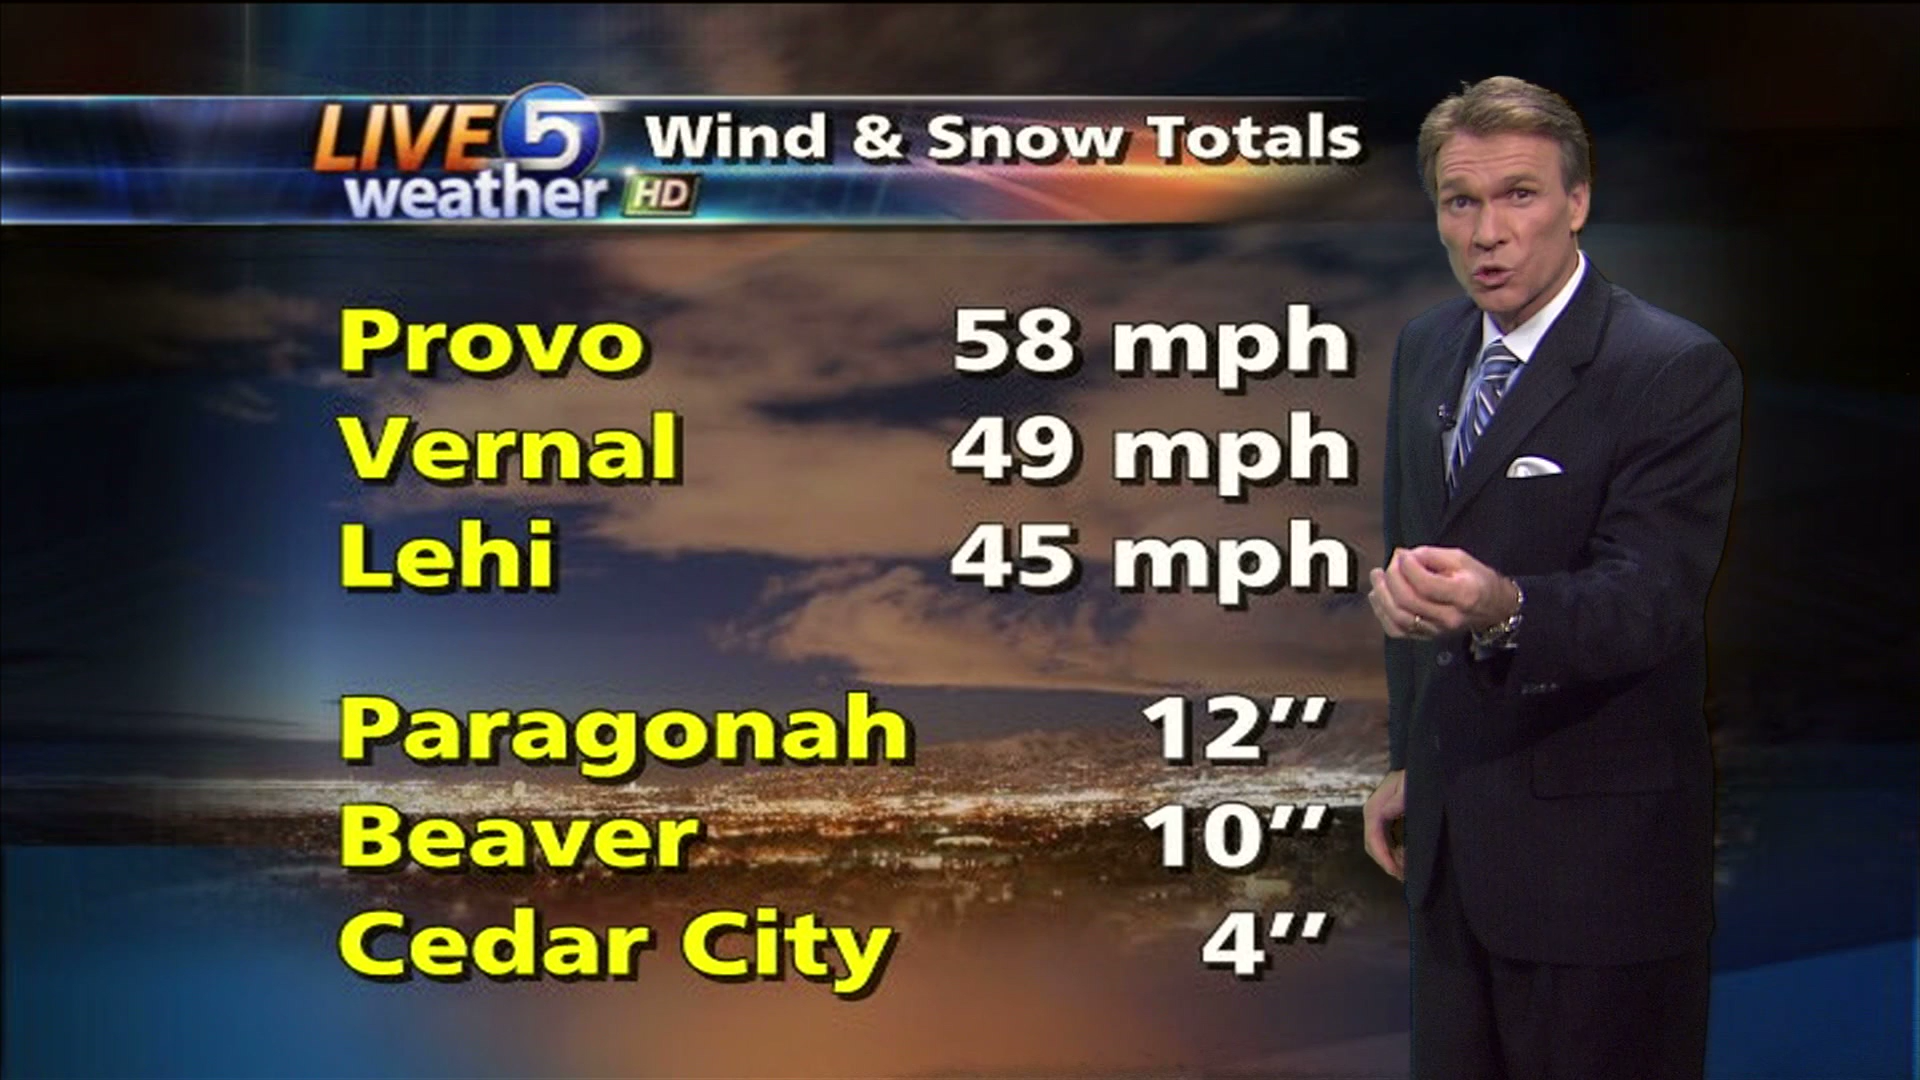 LIVE 5 Wind & Snow Totals
weather HD
Provo 58 mph
Vernal 49 mph
Lehi 45 mph
Paragonah 12”
Beaver 10”
Cedar City 4”